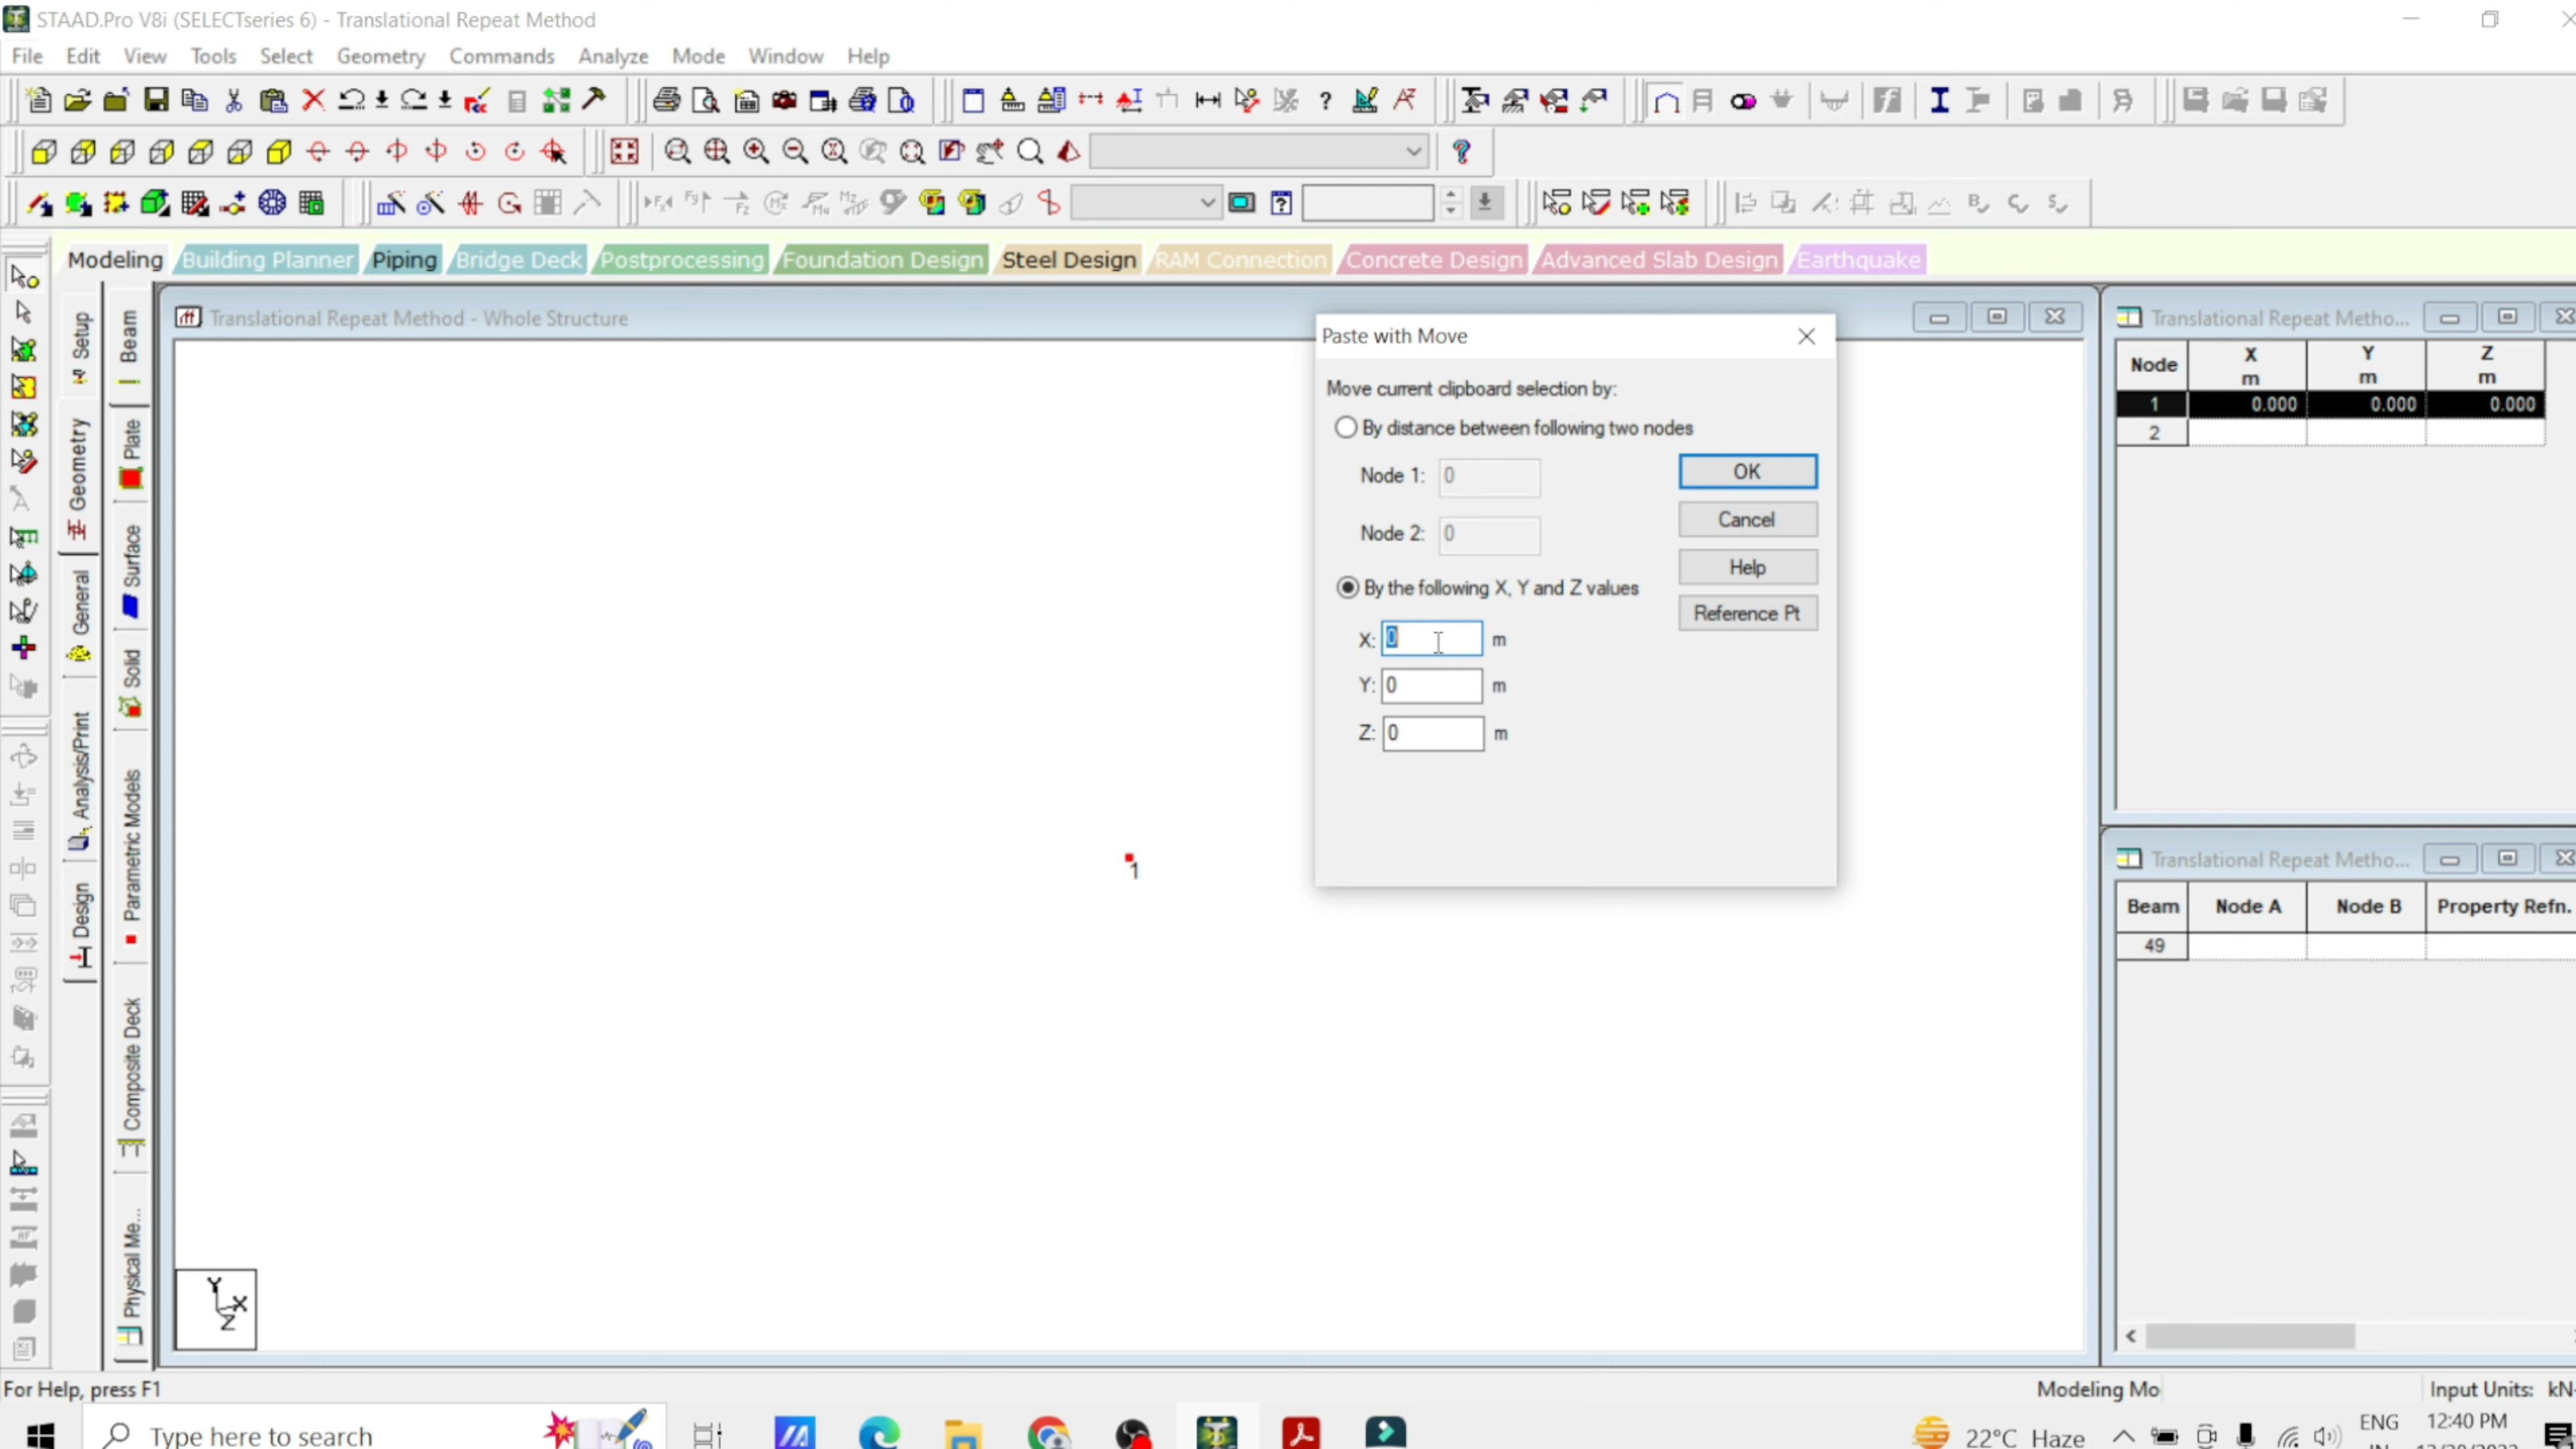 STAAD.Pro V8i (SELECTseries 6) - Translational Repeat Method
File Edit View Tools Select Geometry Commands Analyze Mode Window Help
Modeling Building Planner Piping Bridge Deck Postprocessing Foundation Design Steel Design RAM Connection Concrete Design Advanced Slab Design Earthquake
Setup
Geometry
General
Analysis/Print
Design
Beam
Plate
Surface
Solid
Parametric Models
Composite Deck
Physical Me...
Translational Repeat Method - Whole Structure
1
Y
X
Z
Paste with Move
Move current clipboard selection by:
By distance between following two nodes
Node 1: 0
OK
Cancel
Node 2: 0
Help
By the following X, Y and Z values
Reference Pt
X: 0 m
Y: 0 m
Z: 0 m
Translational Repeat Metho...
Node X m Y m Z m
1 0.000 0.000 0.000
2
Translational Repeat Metho...
Beam Node A Node B Property Refn.
49
For Help, press F1
Modeling Mo
Input Units: kN-
Type here to search
22°C Haze
ENG
12:40 PM